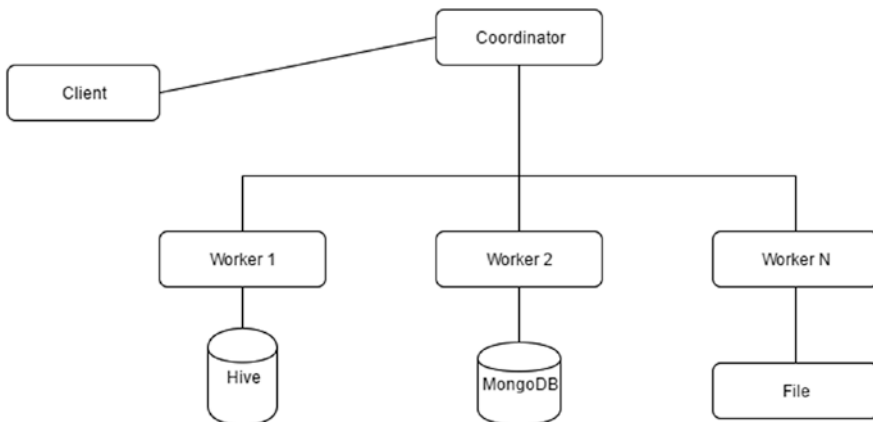 Coordinator
Client
Worker 1
Worker 2
Worker N
Hive
MongoDB
File